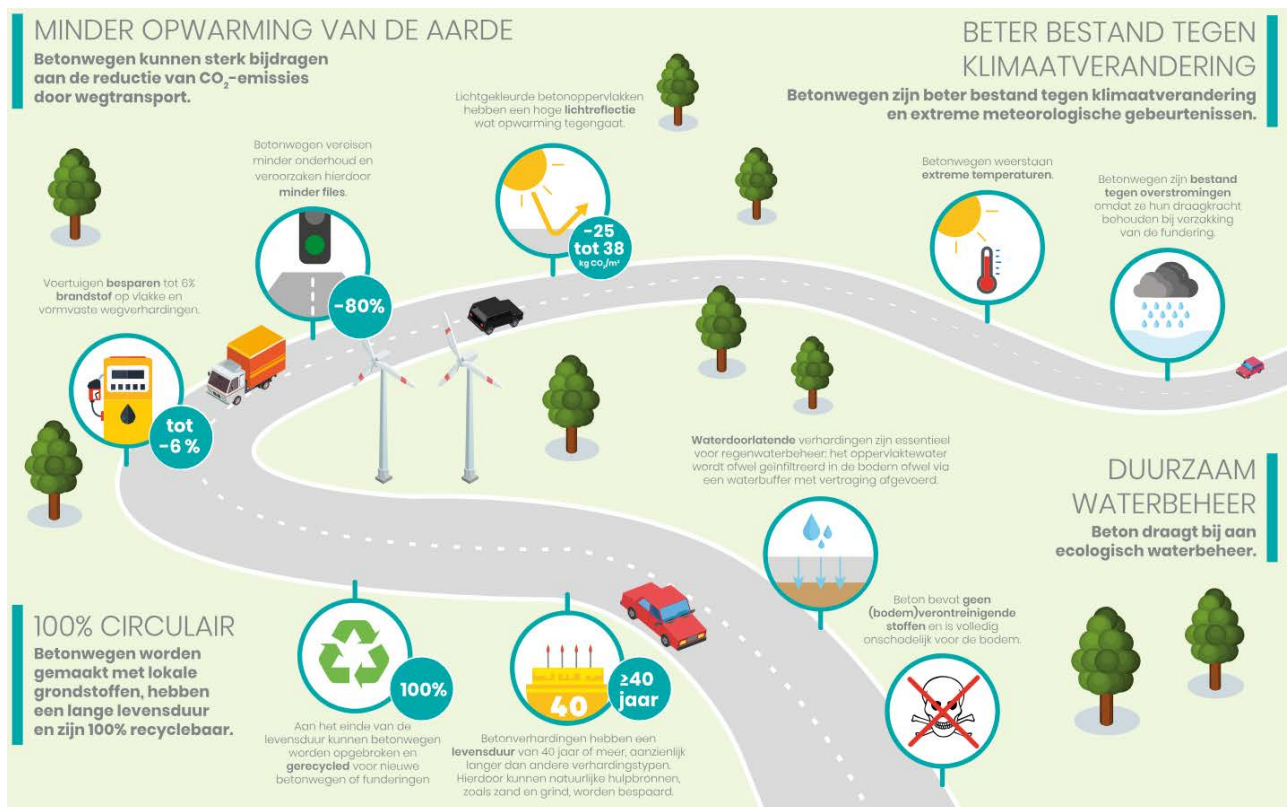 MINDER OPWARMING VAN DE AARDE
Betonwegen kunnen sterk bijdragen
aan de reductie van CO₂-emissies
door wegtransport.
Betonwegen vereisen
minder onderhoud en
veroorzaken hierdoor
minder files.
-80%
Lichtgekleurde betonoppervlakken
hebben een hoge lichtreflectie
wat opwarming tegengaat.
-25
tot 38
kg CO₂/m²
Voertuigen besparen tot 6%
brandstof op vlakke en
vormvaste wegverhardingen.
tot
-6 %
BETER BESTAND TEGEN
KLIMAATVERANDERING
Betonwegen zijn beter bestand tegen klimaatverandering
en extreme meteorologische gebeurtenissen.
Betonwegen weerstaan
extreme temperaturen.
Betonwegen zijn bestand
tegen overstromingen
omdat ze hun draagkracht
behouden bij verzakking
van de fundering.
Waterdoorlatende verhardingen zijn essentieel
voor regenwaterbeheer: het oppervlaktewater
wordt ofwel geïnfiltreerd in de bodem ofwel via
een waterbuffer met vertraging afgevoerd.
DUURZAAM
WATERBEHEER
Beton draagt bij aan
ecologisch waterbeheer.
Beton bevat geen
(bodem)verontreinigende
stoffen en is volledig
onschadelijk voor de bodem.
100% CIRCULAIR
Betonwegen worden
gemaakt met lokale
grondstoffen, hebben
een lange levensduur
en zijn 100% recyclebaar.
100%
Aan het einde van de
levensduur kunnen betonwegen
worden opgebroken en
gerecycled voor nieuwe
betonwegen of funderingen
40
≥40
jaar
Betonverhardingen hebben een
levensduur van 40 jaar of meer, aanzienlijk
langer dan andere verhardingstypen.
Hierdoor kunnen natuurlijke hulpbronnen,
zoals zand en grind, worden bespaard.